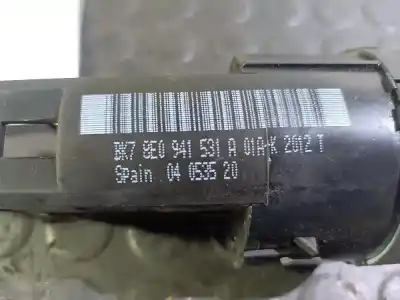 BK7 8E0 941 531 A 01A-K 2012 T
Spain 04 0535 20